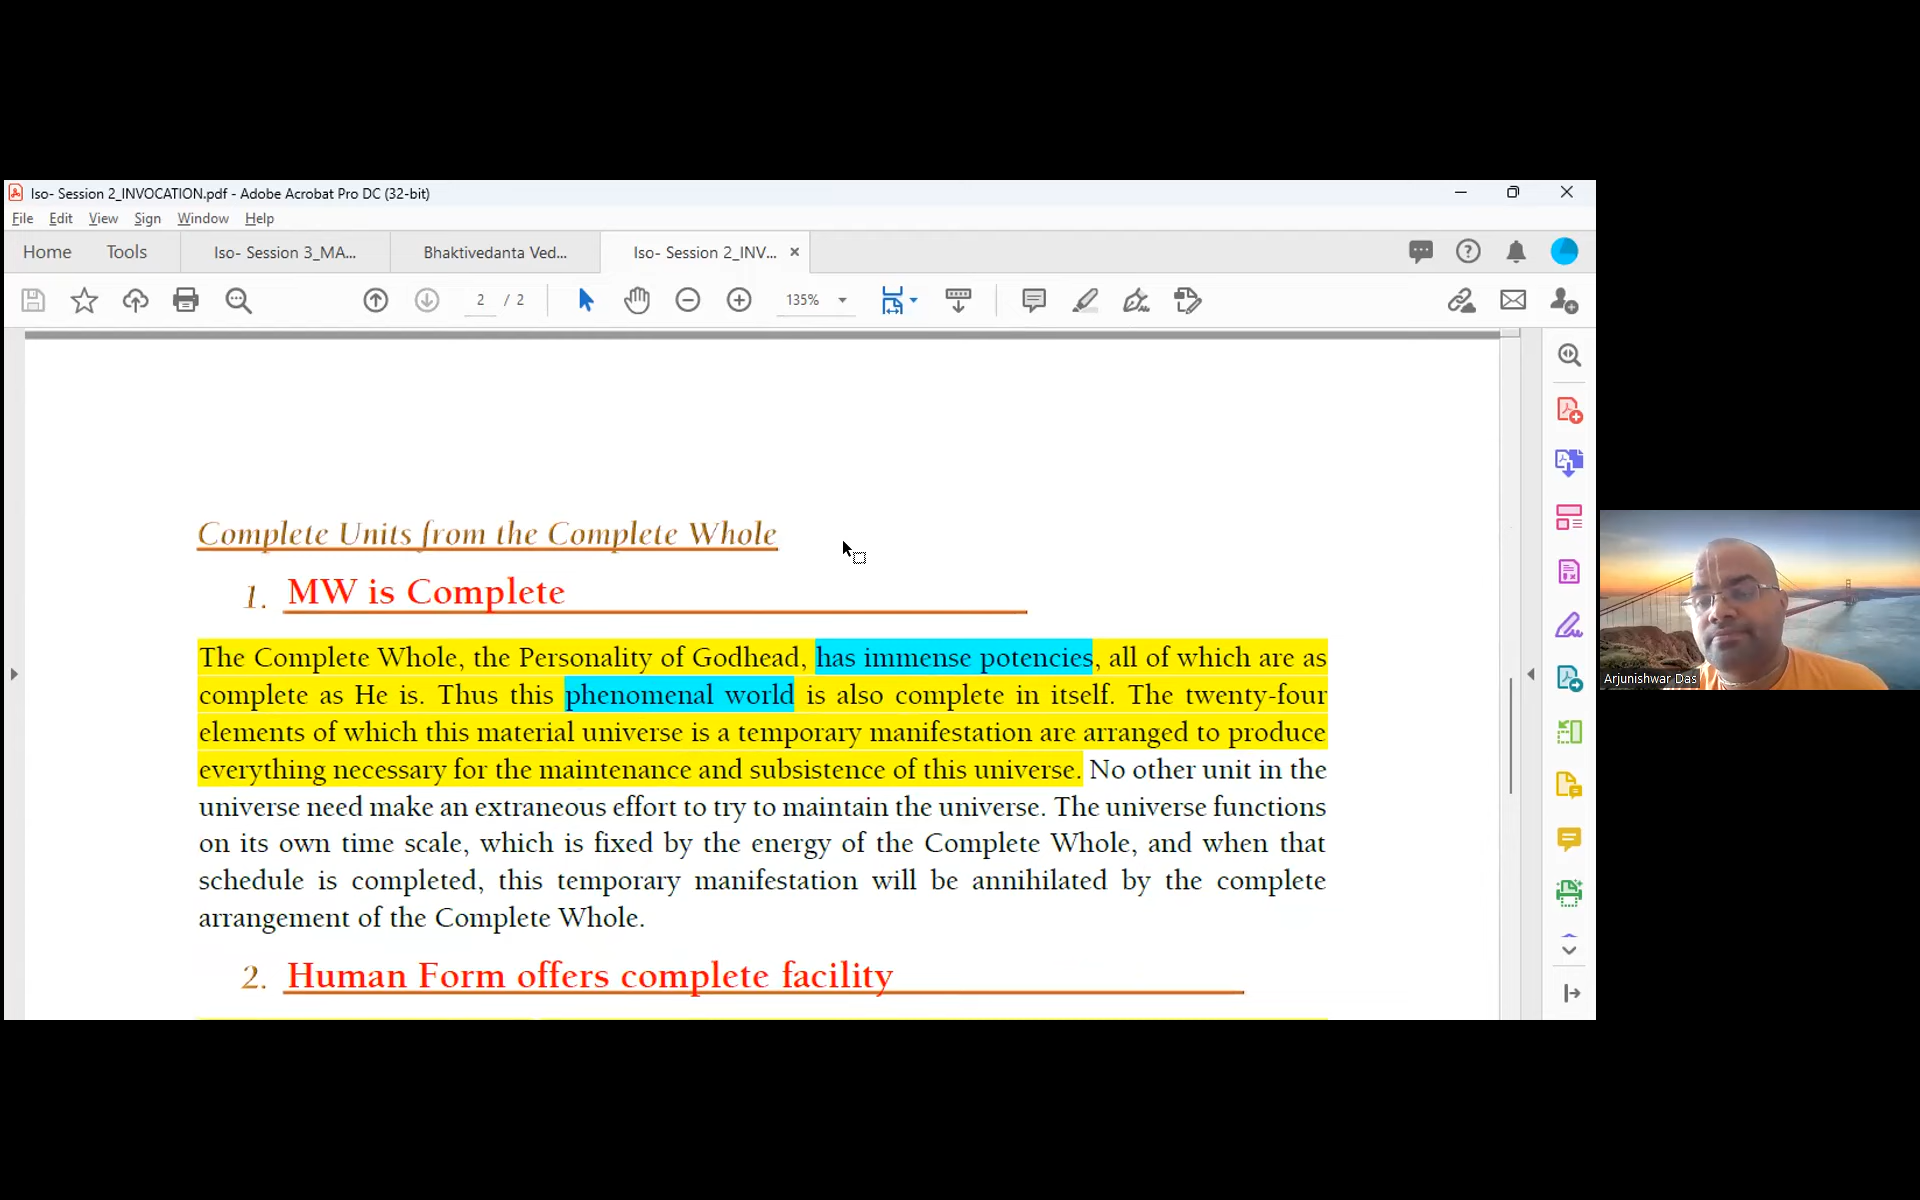 Iso- Session 2_INVOCATION.pdf - Adobe Acrobat Pro DC (32-bit)
File Edit View Sign Window Help
Home Tools Iso- Session 3_MA... Bhaktivedanta Ved... Iso- Session 2_INV...
2 / 2 135%
Complete Units from the Complete Whole
1. MW is Complete
The Complete Whole, the Personality of Godhead, has immense potencies, all of which are as
complete as He is. Thus this phenomenal world is also complete in itself. The twenty-four
elements of which this material universe is a temporary manifestation are arranged to produce
everything necessary for the maintenance and subsistence of this universe. No other unit in the
universe need make an extraneous effort to try to maintain the universe. The universe functions
on its own time scale, which is fixed by the energy of the Complete Whole, and when that
schedule is completed, this temporary manifestation will be annihilated by the complete
arrangement of the Complete Whole.
2. Human Form offers complete facility
Arjunishwar Das